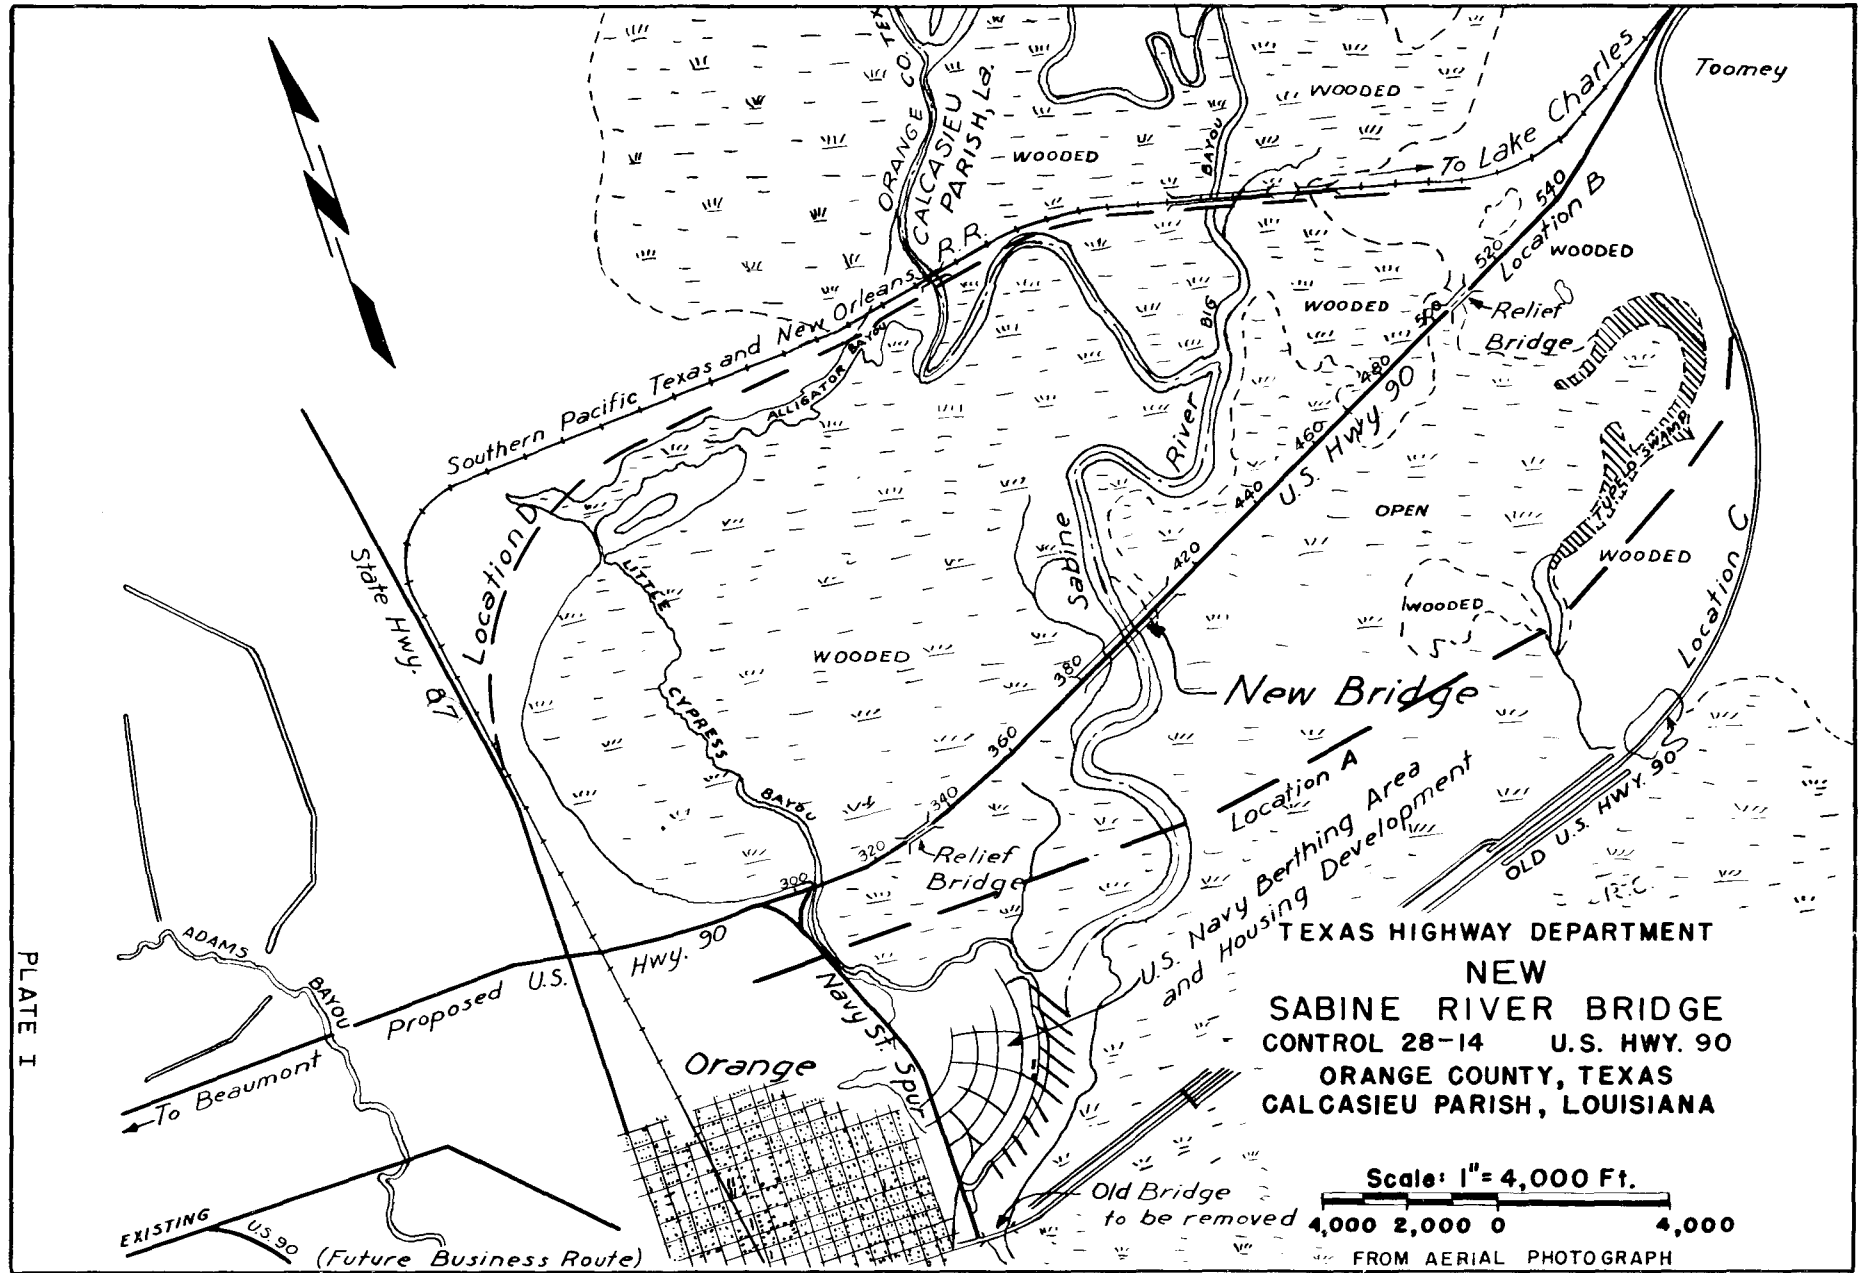 PLATE I
ORANGE CO. TEX
CALCASIEU
PARISH, La.
WOODED
WOODED
BAYOU
To Lake Charles
Toomey
Southern Pacific Texas and New Orleans R.R.
ALLIGATOR BAYOU
BIG
WOODED
540
Location B
520
WOODED
500
Relief
Bridge
480
U.S. Hwy. 90
460
440
420
River
Sabine
OPEN
TUPELO SWAMP
WOODED
WOODED
Location C
Location D
State Hwy. 87
LITTLE
CYPRESS
BAYOU
WOODED
380
360
340
320
300
New Bridge
Location A
Relief
Bridge
U.S. Navy Berthing Area
and Housing Development
OLD U.S. HWY. 90
R.C.
ADAMS
BAYOU
Proposed U.S. Hwy. 90
To Beaumont
Navy St. Spur
Orange
EXISTING
U.S. 90
(Future Business Route)
Old Bridge
to be removed
TEXAS HIGHWAY DEPARTMENT
NEW
SABINE RIVER BRIDGE
CONTROL 28-14 U.S. HWY. 90
ORANGE COUNTY, TEXAS
CALCASIEU PARISH, LOUISIANA
Scale: 1"= 4,000 Ft.
4,000 2,000 0 4,000
FROM AERIAL PHOTOGRAPH